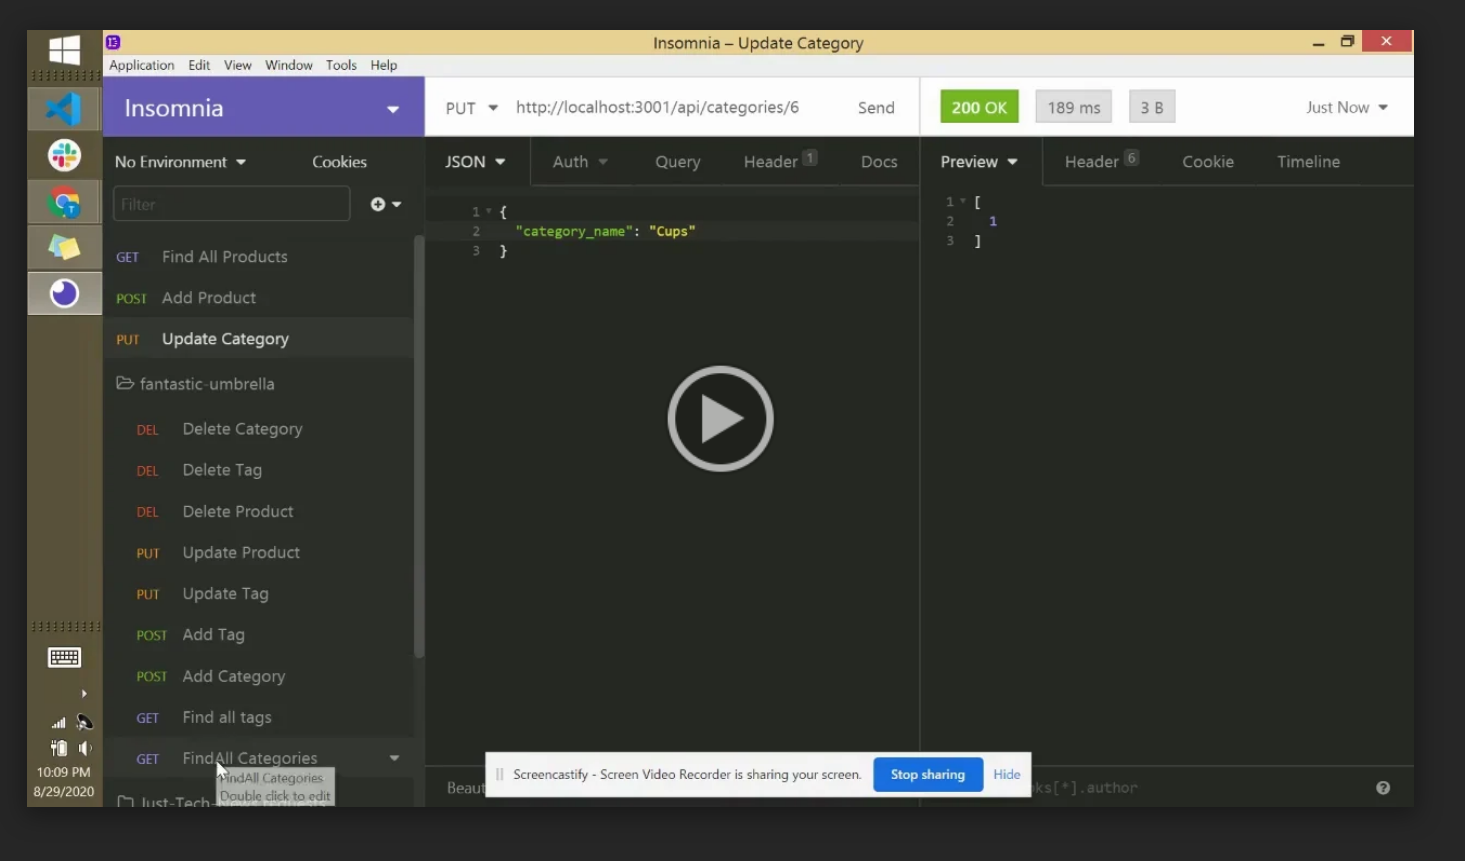 Insomnia – Update Category
Application Edit View Window Tools Help
Insomnia
PUT http://localhost:3001/api/categories/6 Send
200 OK 189 ms 3 B Just Now
No Environment Cookies
JSON Auth Query Header 1 Docs
Preview Header 6 Cookie Timeline
Filter
1 {
2 "category_name": "Cups"
3 }
1 [
2 1
3 ]
GET Find All Products
POST Add Product
PUT Update Category
fantastic-umbrella
DEL Delete Category
DEL Delete Tag
DEL Delete Product
PUT Update Product
PUT Update Tag
POST Add Tag
POST Add Category
GET Find all tags
GET FindAll Categories
FindAll Categories
Double click to edit
Just-Tech-
Beaut
Screencastify - Screen Video Recorder is sharing your screen. Stop sharing Hide
ks[*].author
10:09 PM
8/29/2020